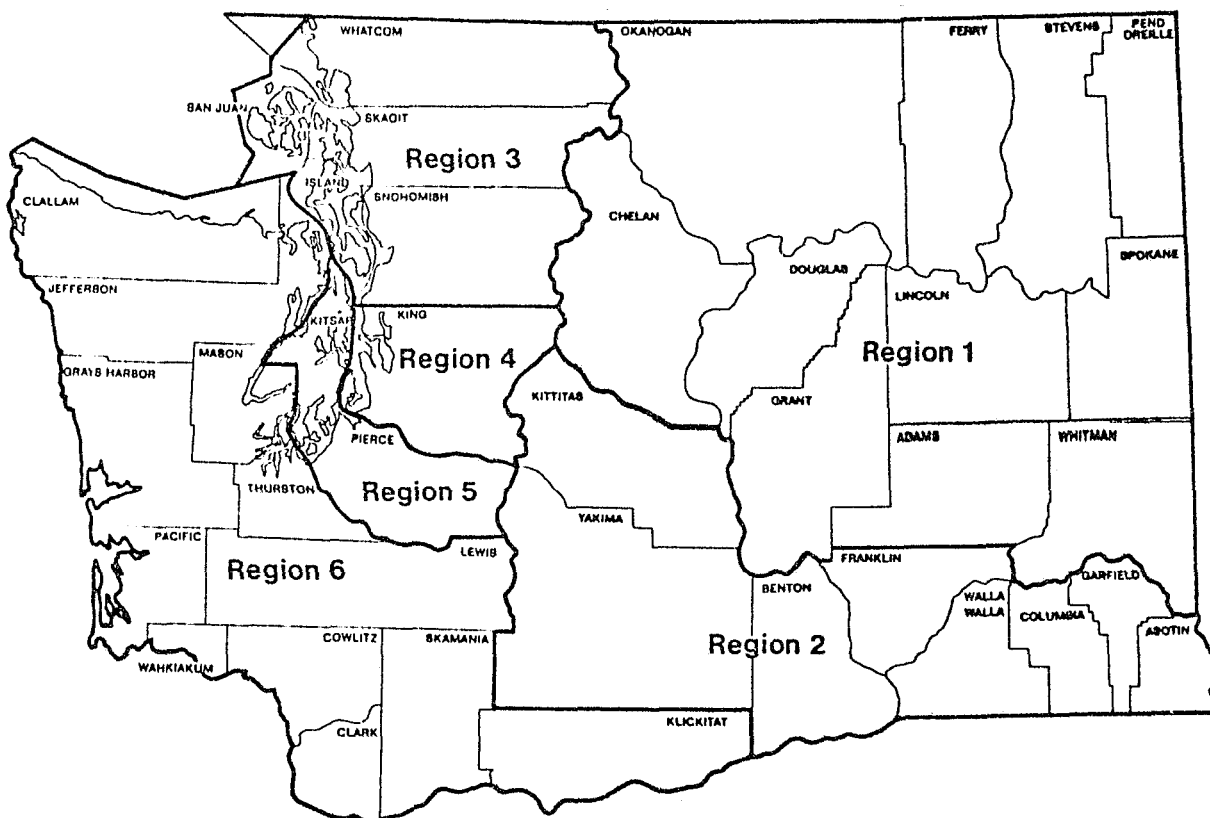 WHATCOM
OKANOGAN
FERRY
STEVENS
PEND
OREILLE
SAN JUAN
SKAGIT
Region 3
ISLAND
SNOHOMISH
CLALLAM
CHELAN
DOUGLAS
SPOKANE
JEFFERSON
LINCOLN
KITSAP
KING
MASON
Region 4
Region 1
GRAYS HARBOR
KITTITAS
GRANT
PIERCE
ADAMS
WHITMAN
THURSTON
Region 5
YAKIMA
PACIFIC
LEWIS
Region 6
FRANKLIN
BENTON
GARFIELD
WALLA
WALLA
COLUMBIA
ASOTIN
COWLITZ
SKAMANIA
Region 2
WAHKIAKUM
KLICKITAT
CLARK